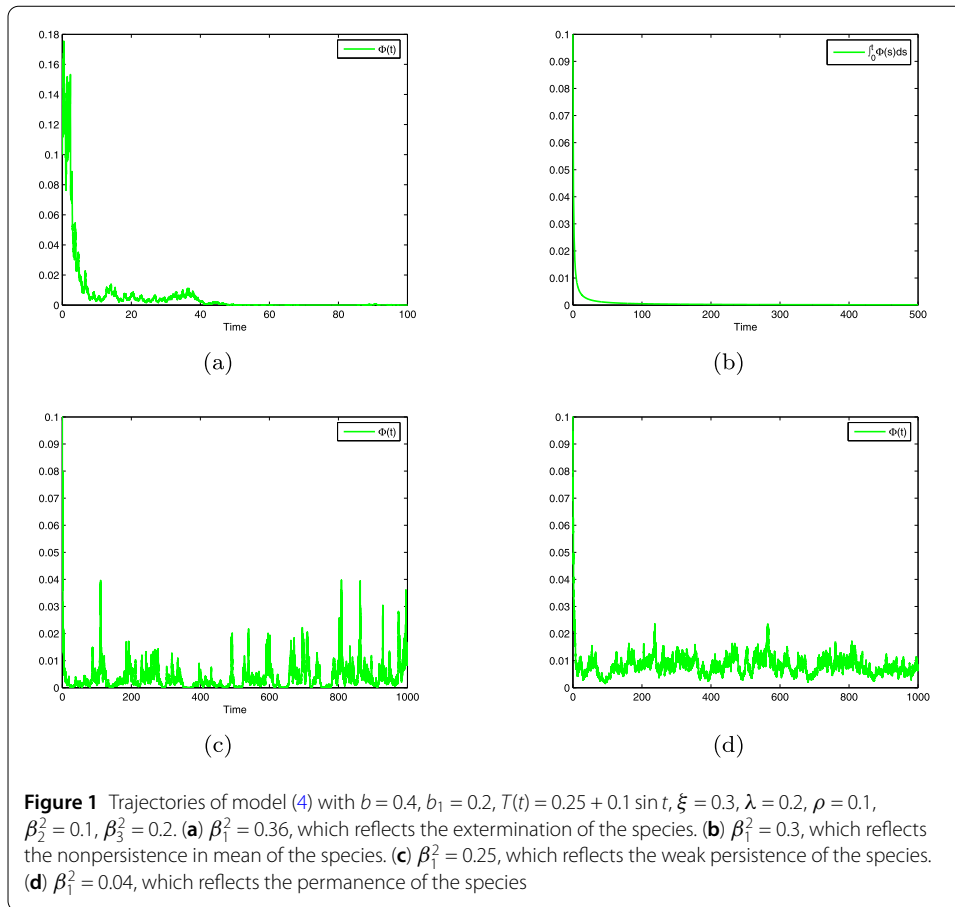 0.18
0.16
0.14
0.12
0.1
0.08
0.06
0.04
0.02
0
0 20 40 60 80 100
Time
Φ(t)
(a)
0.1
0.09
0.08
0.07
0.06
0.05
0.04
0.03
0.02
0.01
0
0 100 200 300 400 500
Time
∫₀ᵗΦ(s)ds
(b)
0.1
0.09
0.08
0.07
0.06
0.05
0.04
0.03
0.02
0.01
0
0 200 400 600 800 1000
Time
Φ(t)
(c)
0.1
0.09
0.08
0.07
0.06
0.05
0.04
0.03
0.02
0.01
0
0 200 400 600 800 1000
Φ(t)
(d)
Figure 1 Trajectories of model (4) with b = 0.4, b₁ = 0.2, T(t) = 0.25 + 0.1 sin t, ξ = 0.3, λ = 0.2, ρ = 0.1,
β₂² = 0.1, β₃² = 0.2. (a) β₁² = 0.36, which reflects the extermination of the species. (b) β₁² = 0.3, which reflects
the nonpersistence in mean of the species. (c) β₁² = 0.25, which reflects the weak persistence of the species.
(d) β₁² = 0.04, which reflects the permanence of the species